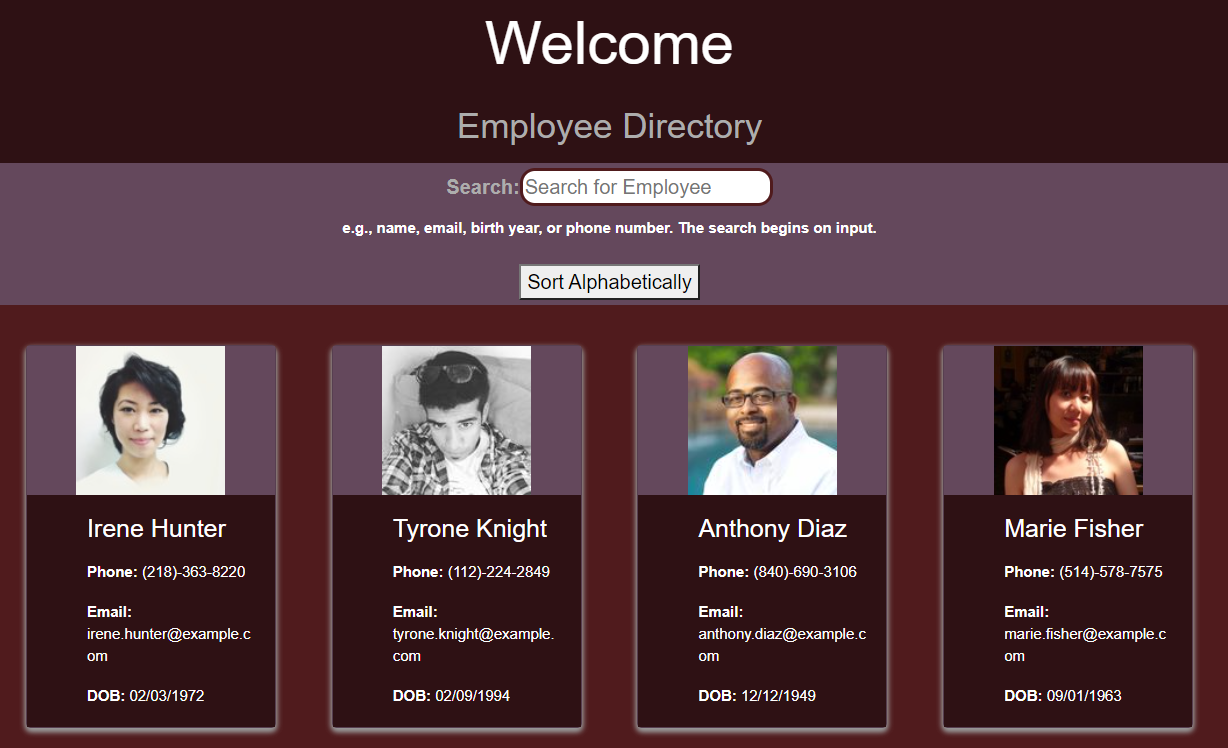 Welcome
Employee Directory
Search: Search for Employee
e.g., name, email, birth year, or phone number. The search begins on input.
Sort Alphabetically
Irene Hunter
Phone: (218)-363-8220
Email:
irene.hunter@example.c
om
DOB: 02/03/1972
Tyrone Knight
Phone: (112)-224-2849
Email:
tyrone.knight@example.
com
DOB: 02/09/1994
Anthony Diaz
Phone: (840)-690-3106
Email:
anthony.diaz@example.c
om
DOB: 12/12/1949
Marie Fisher
Phone: (514)-578-7575
Email:
marie.fisher@example.c
om
DOB: 09/01/1963